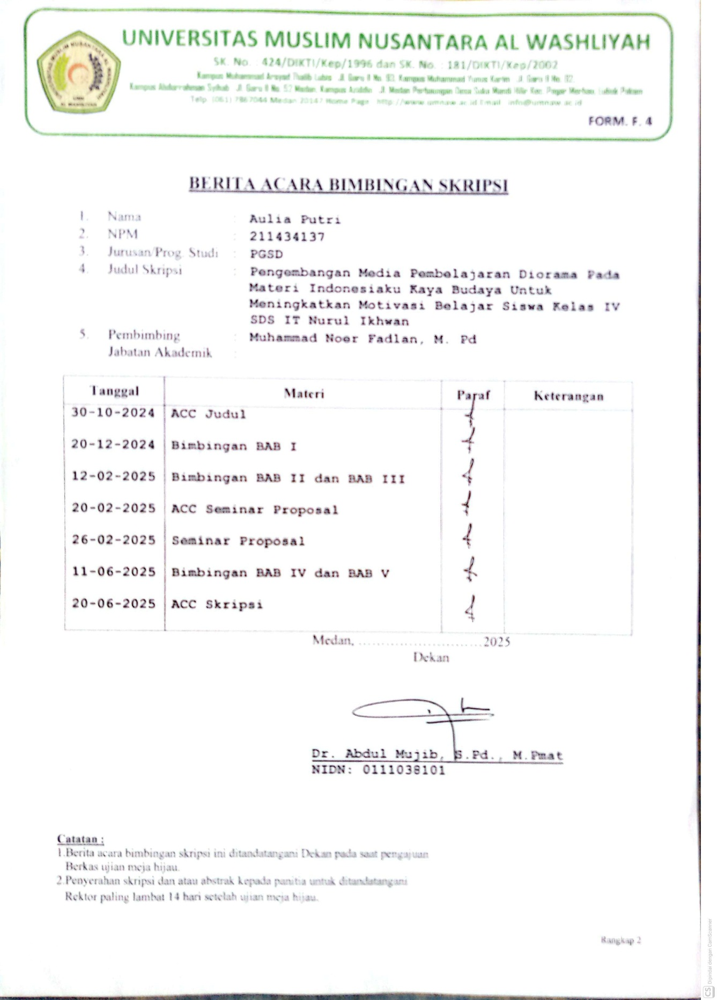 UNIVERSITAS MUSLIM NUSANTARA AL WASHLIYAH
SK. No. : 424/DIKTI/Kep/1996 dan SK. No. : 181/DIKTI/Kep/2002
Kampus Muhammad Arsyad Thalib Lubis Jl. Garu II No. 93, Kampus Muhammad Yunus Karim Jl. Garu II No. 02,
Kampus Abdurrahman Syihab Jl. Garu II No. 52 Medan, Kampus Jl. Medan Perbaungan Desa Suka Mandi Hilir Kec. Pagar Merbau, Lubuk Pakam
Telp. (061) 7867044 Medan 20147 Home Page http://www.umnaw.ac.id Email info@umnaw.ac.id
FORM. F. 4
BERITA ACARA BIMBINGAN SKRIPSI
1. Nama : Aulia Putri
2. NPM : 211434137
3. Jurusan/Prog. Studi : PGSD
4. Judul Skripsi : Pengembangan Media Pembelajaran Diorama Pada
Materi Indonesiaku Kaya Budaya Untuk
Meningkatkan Motivasi Belajar Siswa Kelas IV
SDS IT Nurul Ikhwan
5. Pembimbing : Muhammad Noer Fadlan, M. Pd
Jabatan Akademik :
Tanggal Materi Paraf Keterangan
30-10-2024 ACC Judul
20-12-2024 Bimbingan BAB I
12-02-2025 Bimbingan BAB II dan BAB III
20-02-2025 ACC Seminar Proposal
26-02-2025 Seminar Proposal
11-06-2025 Bimbingan BAB IV dan BAB V
20-06-2025 ACC Skripsi
Medan, ...........................2025
Dekan
Dr. Abdul Mujib, S.Pd., M.Pmat
NIDN: 0111038101
Catatan :
1.Berita acara bimbingan skripsi ini ditandatangani Dekan pada saat pengajuan
Berkas ujian meja hijau.
2.Penyerahan skripsi dan atau abstrak kepada panitia untuk ditandatangani
Rektor paling lambat 14 hari setelah ujian meja hijau.
Rangkap 2
CS Dipindai dengan CamScanner